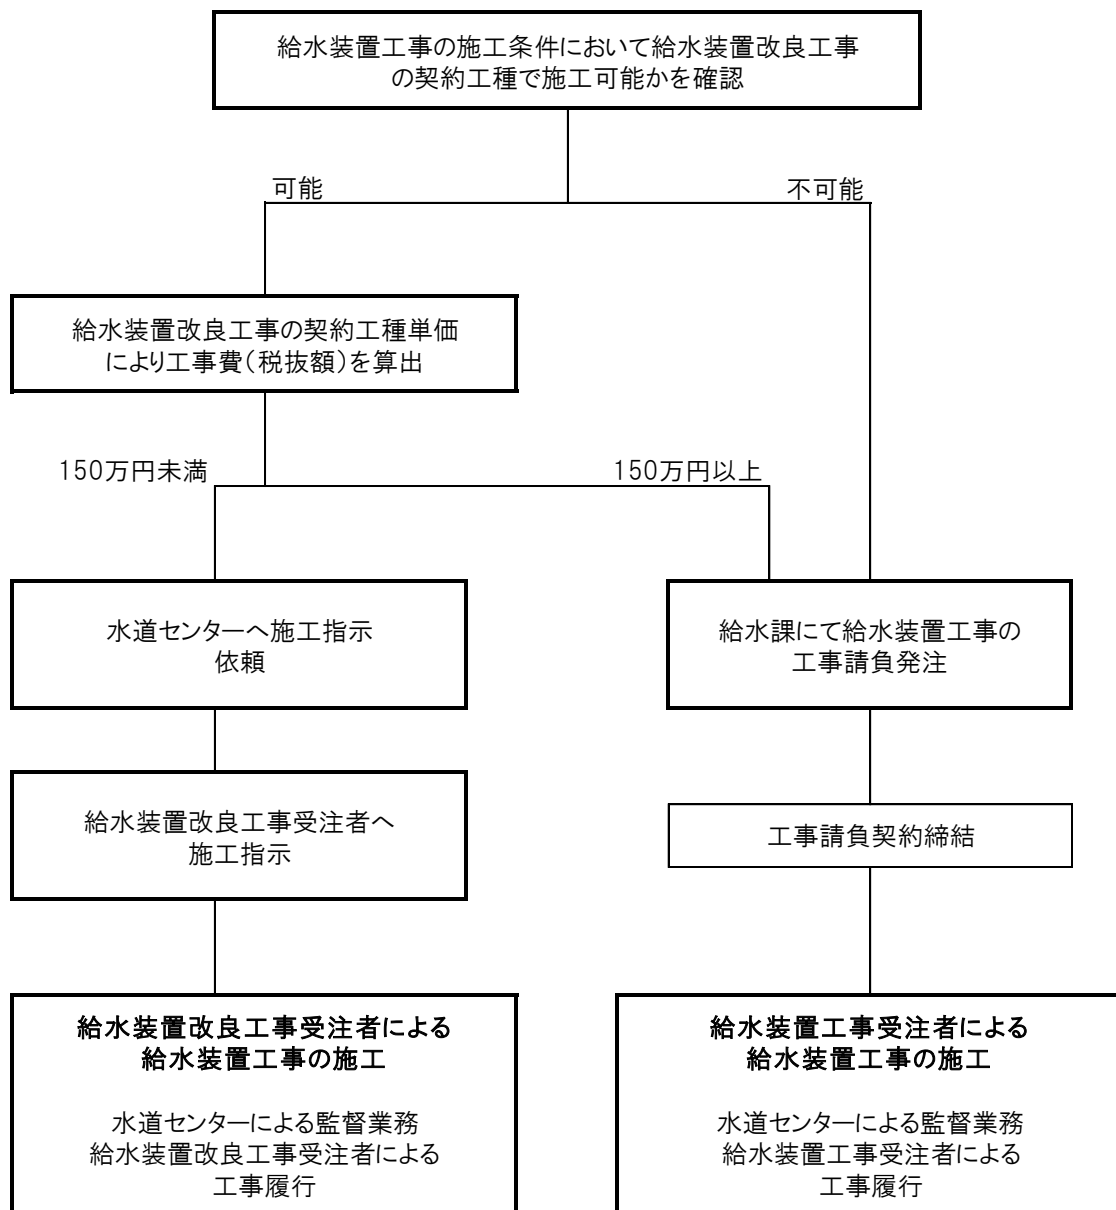 給水装置工事の施工条件において給水装置改良工事
の契約工種で施工可能かを確認
可能
不可能
給水装置改良工事の契約工種単価
により工事費(税抜額)を算出
150万円未満
150万円以上
水道センターへ施工指示
依頼
給水課にて給水装置工事の
工事請負発注
給水装置改良工事受注者へ
施工指示
工事請負契約締結
給水装置改良工事受注者による
給水装置工事の施工
水道センターによる監督業務
給水装置改良工事受注者による
工事履行
給水装置工事受注者による
給水装置工事の施工
水道センターによる監督業務
給水装置工事受注者による
工事履行